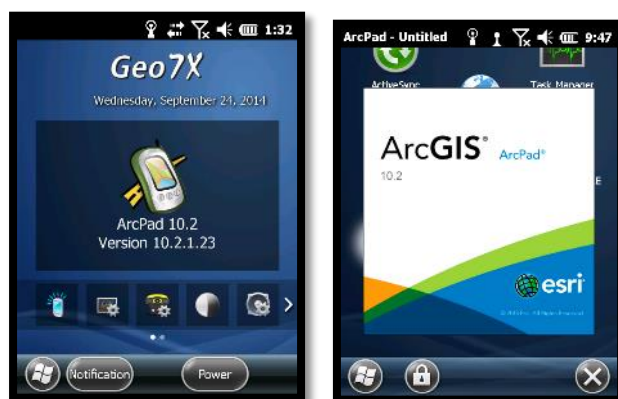 1:32
Geo7X
Wednesday, September 24, 2014
ArcPad 10.2
Version 10.2.1.23
Notification
Power
ArcPad - Untitled
9:47
ActiveSync
Task Manager
E
ArcGIS®
ArcPad®
10.2
esri